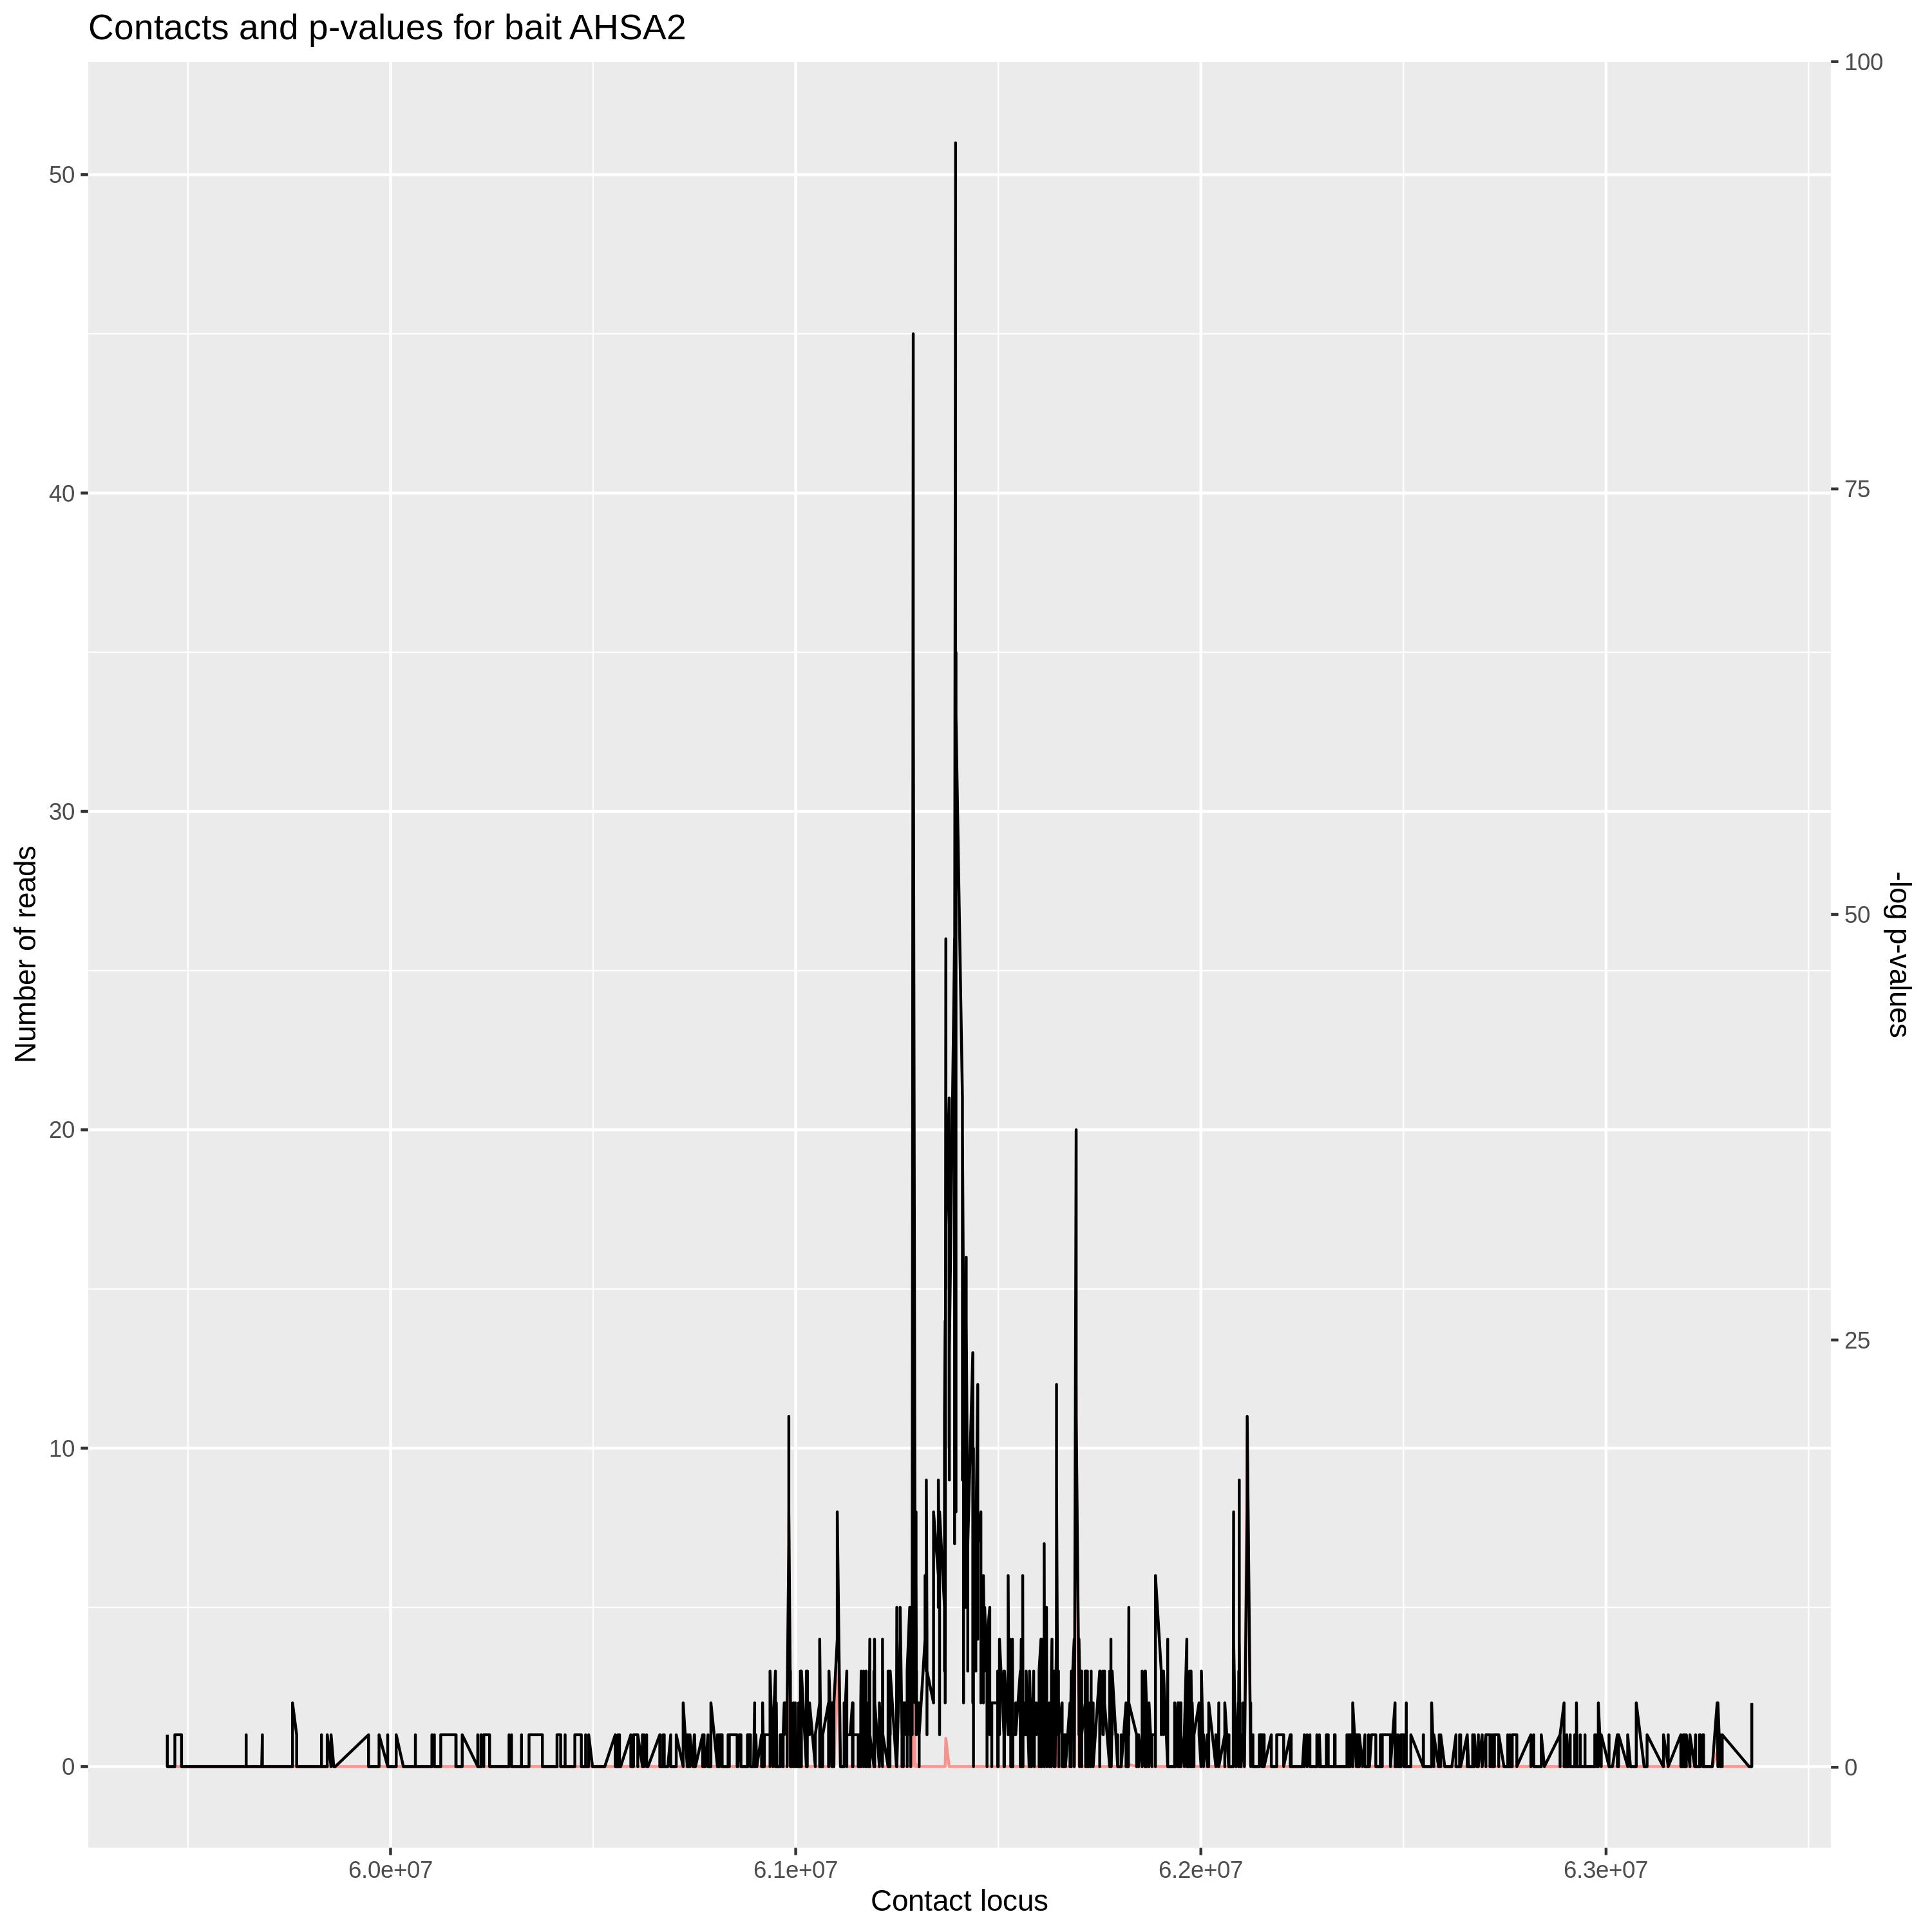 Contacts and p-values for bait AHSA2
100
50
40
75
30
50
20
25
10
0
0
Number of reads
-log p-values
6.0e+07
6.1e+07
6.2e+07
6.3e+07
Contact locus